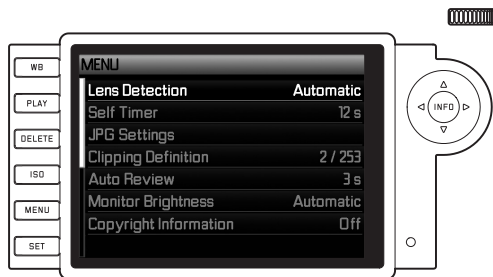 WB
PLAY
DELETE
ISO
MENU
SET
MENU
Lens Detection Automatic
Self Timer 12 s
JPG Settings
Clipping Definition 2 / 253
Auto Review 3 s
Monitor Brightness Automatic
Copyright Information Off
INFO